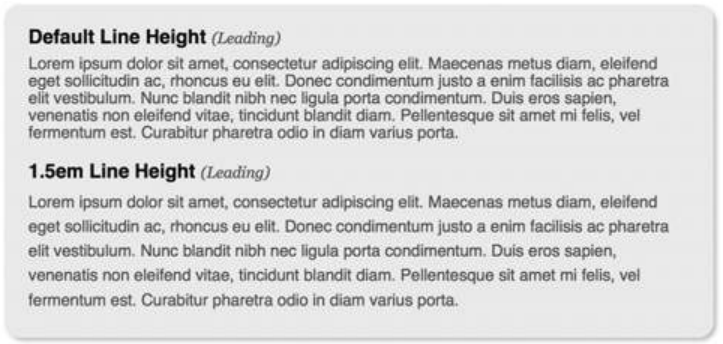 Default Line Height (Leading)
Lorem ipsum dolor sit amet, consectetur adipiscing elit. Maecenas metus diam, eleifend
eget sollicitudin ac, rhoncus eu elit. Donec condimentum justo a enim facilisis ac pharetra
elit vestibulum. Nunc blandit nibh nec ligula porta condimentum. Duis eros sapien,
venenatis non eleifend vitae, tincidunt blandit diam. Pellentesque sit amet mi felis, vel
fermentum est. Curabitur pharetra odio in diam varius porta.
1.5em Line Height (Leading)
Lorem ipsum dolor sit amet, consectetur adipiscing elit. Maecenas metus diam, eleifend
eget sollicitudin ac, rhoncus eu elit. Donec condimentum justo a enim facilisis ac pharetra
elit vestibulum. Nunc blandit nibh nec ligula porta condimentum. Duis eros sapien,
venenatis non eleifend vitae, tincidunt blandit diam. Pellentesque sit amet mi felis, vel
fermentum est. Curabitur pharetra odio in diam varius porta.